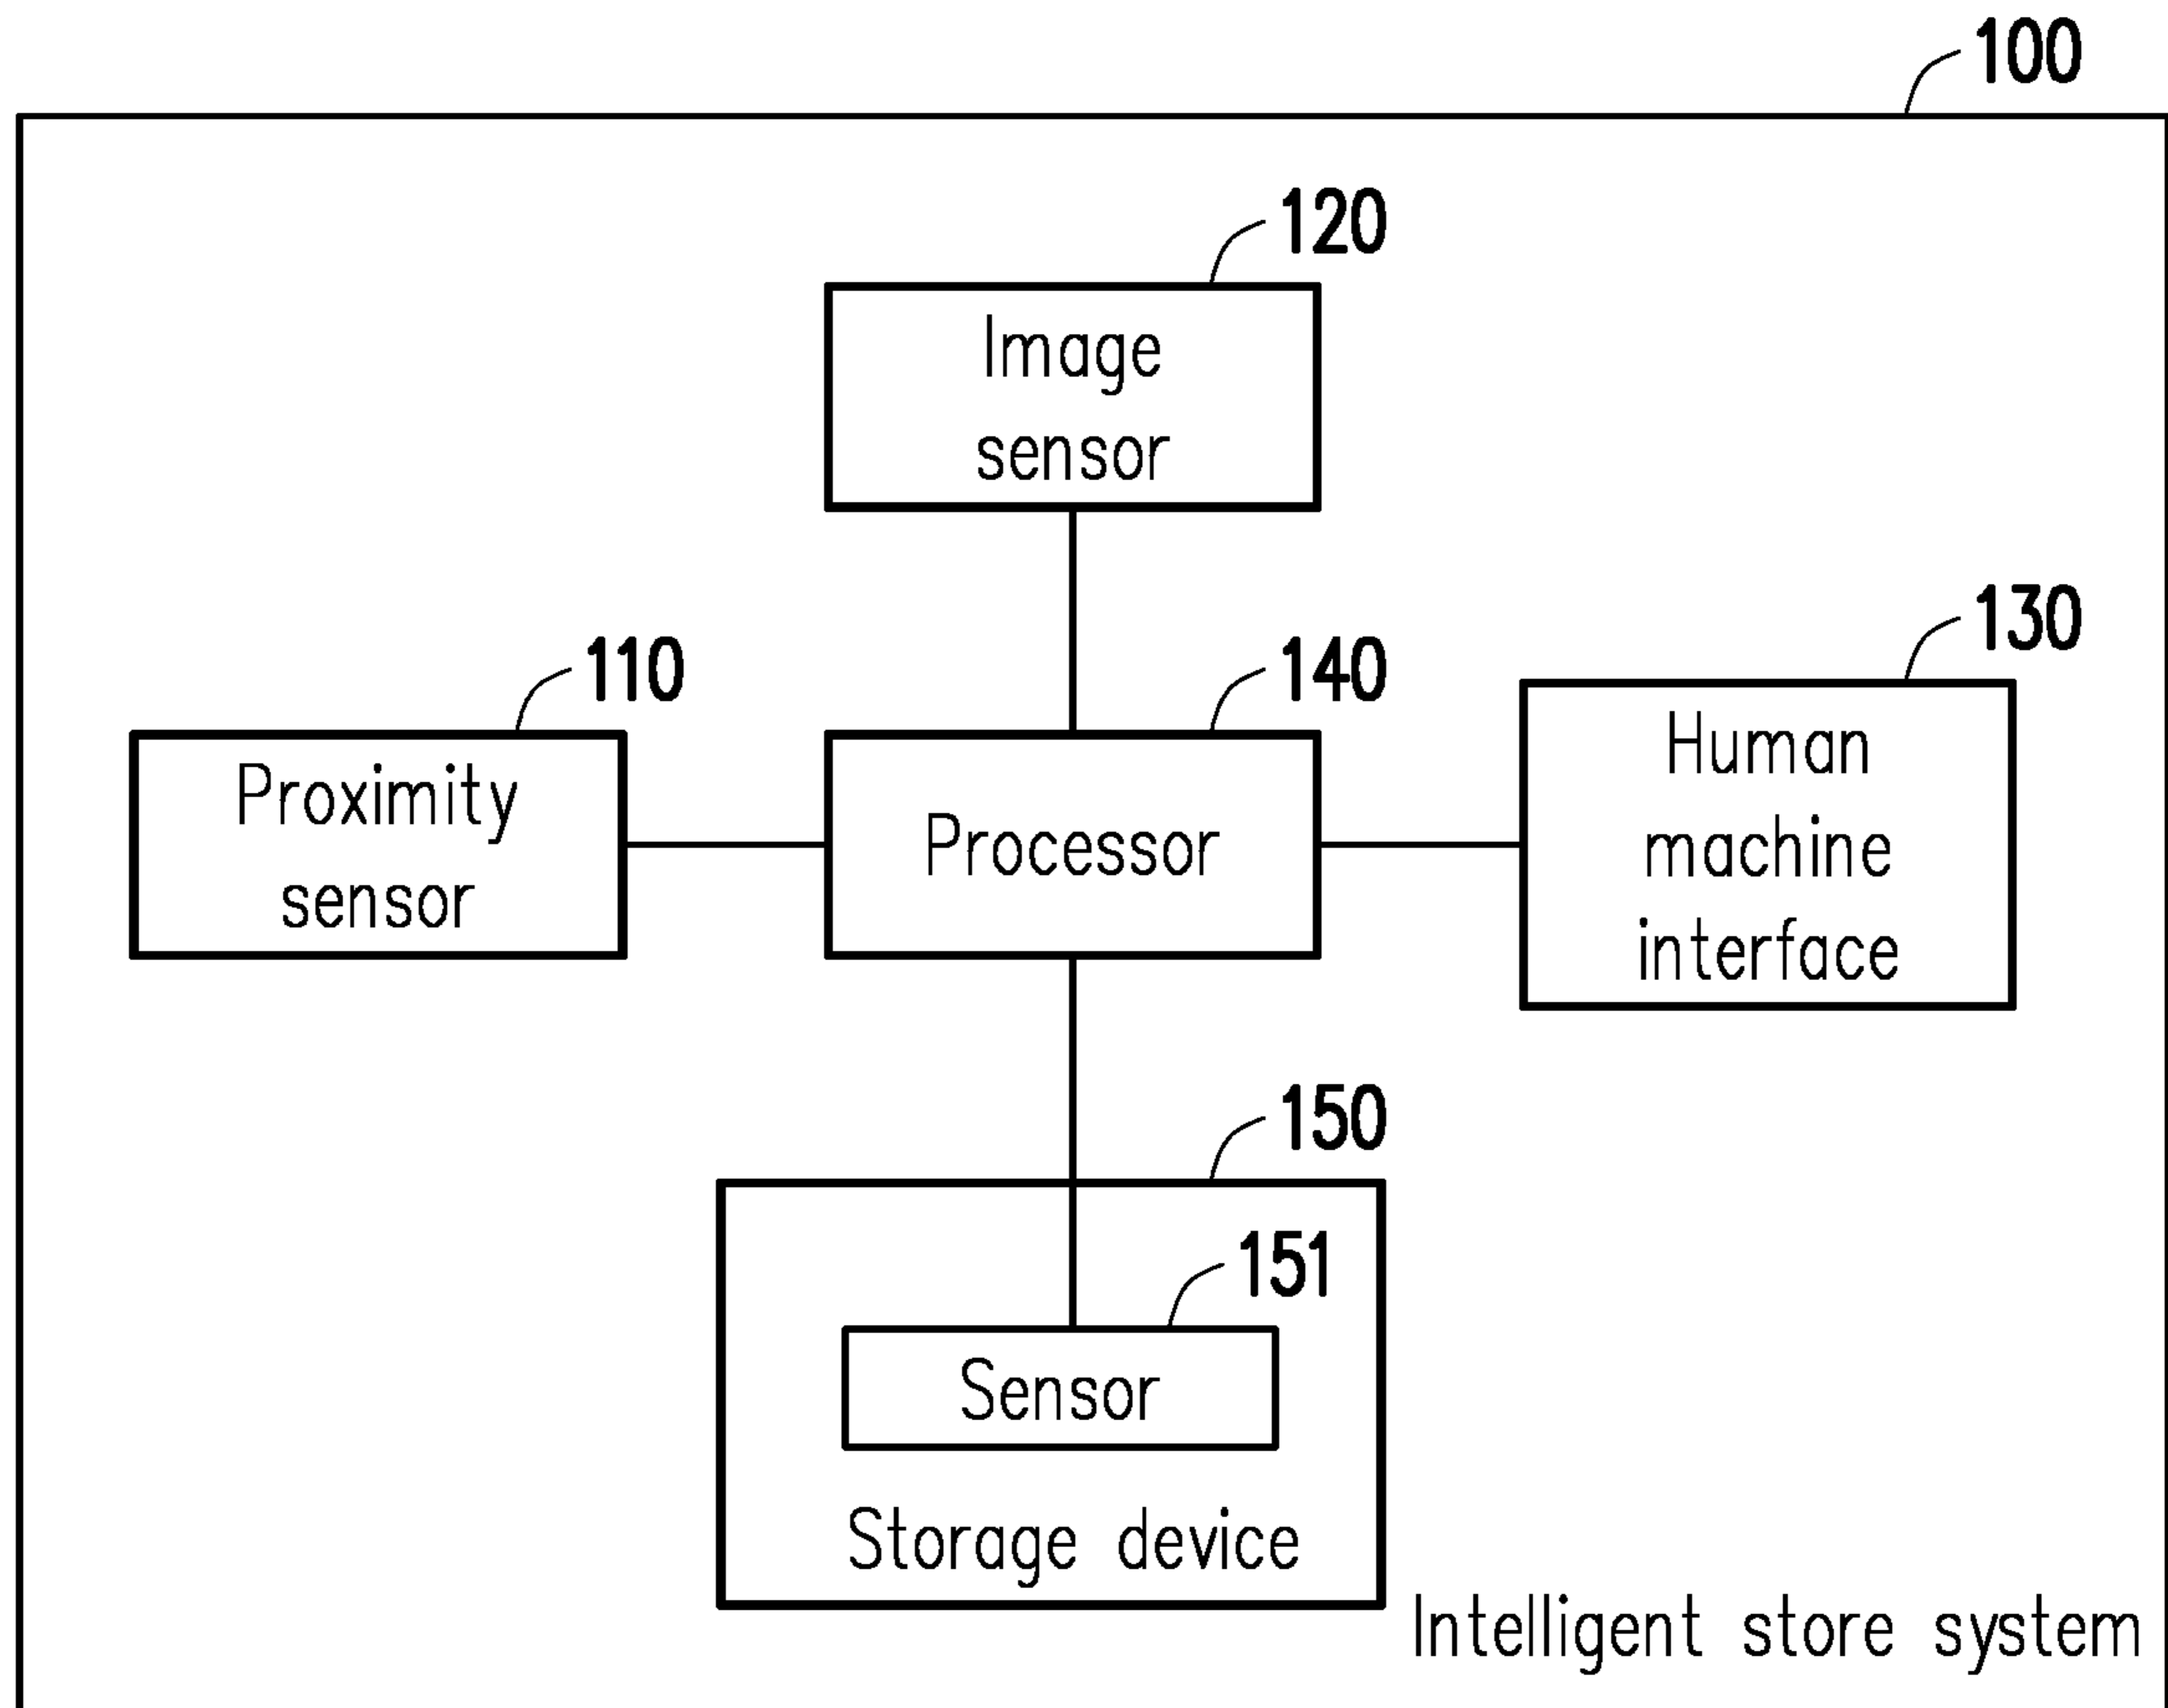 100
120
Image
sensor
130
110
140
Proximity
sensor
Processor
Human
machine
interface
150
151
Sensor
Storage device
Intelligent store system